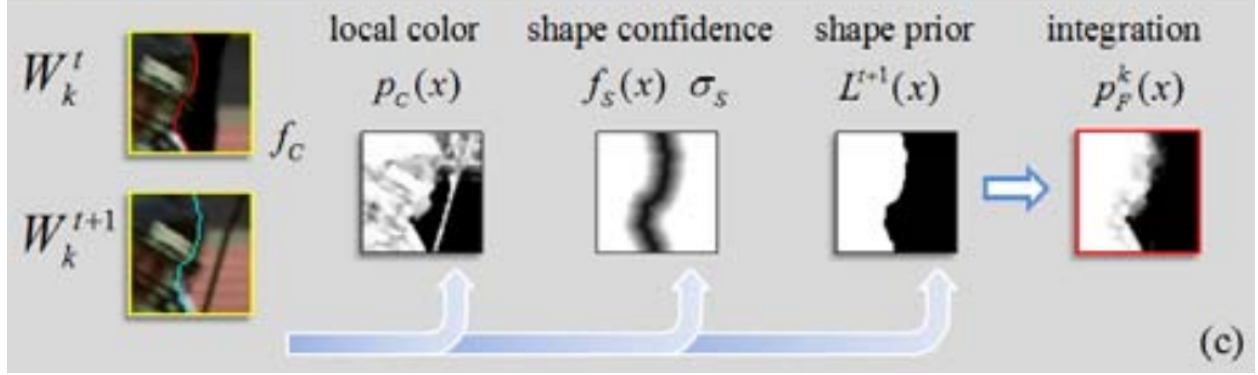 local color shape confidence shape prior integration
W_k^t p_C(x) f_S(x) σ_S L^{t+1}(x) p_F^k(x)
f_C
W_k^{t+1}
(c)